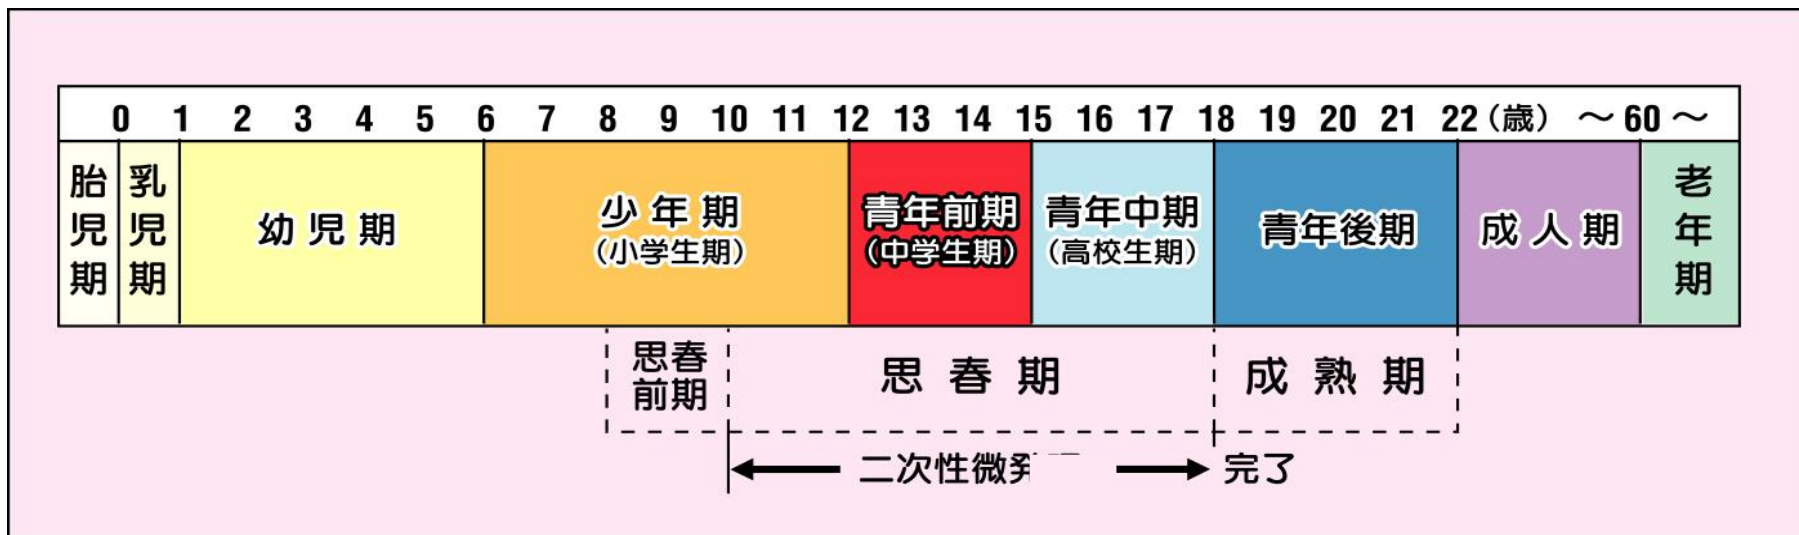 0 1 2 3 4 5 6 7 8 9 10 11 12 13 14 15 16 17 18 19 20 21 22(歳) ～60～
胎児期
乳児期
幼児期
少年期
(小学生期)
青年前期
(中学生期)
青年中期
(高校生期)
青年後期
成人期
老年期
思春
前期
思春期
成熟期
二次性微
完了